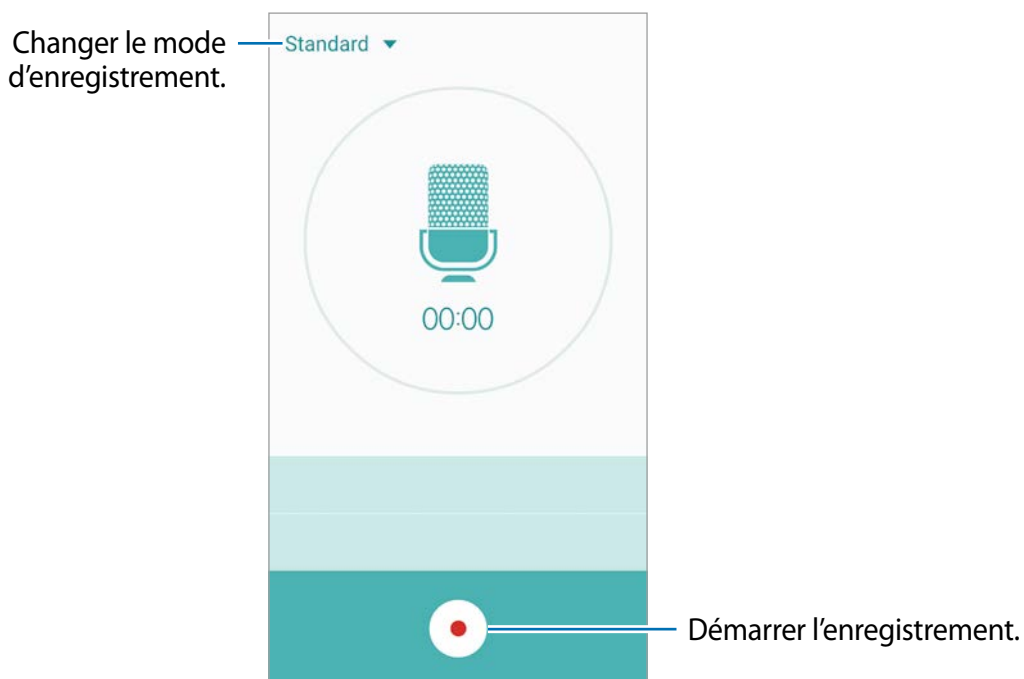 Changer le mode
d'enregistrement.
Standard
00:00
Démarrer l'enregistrement.